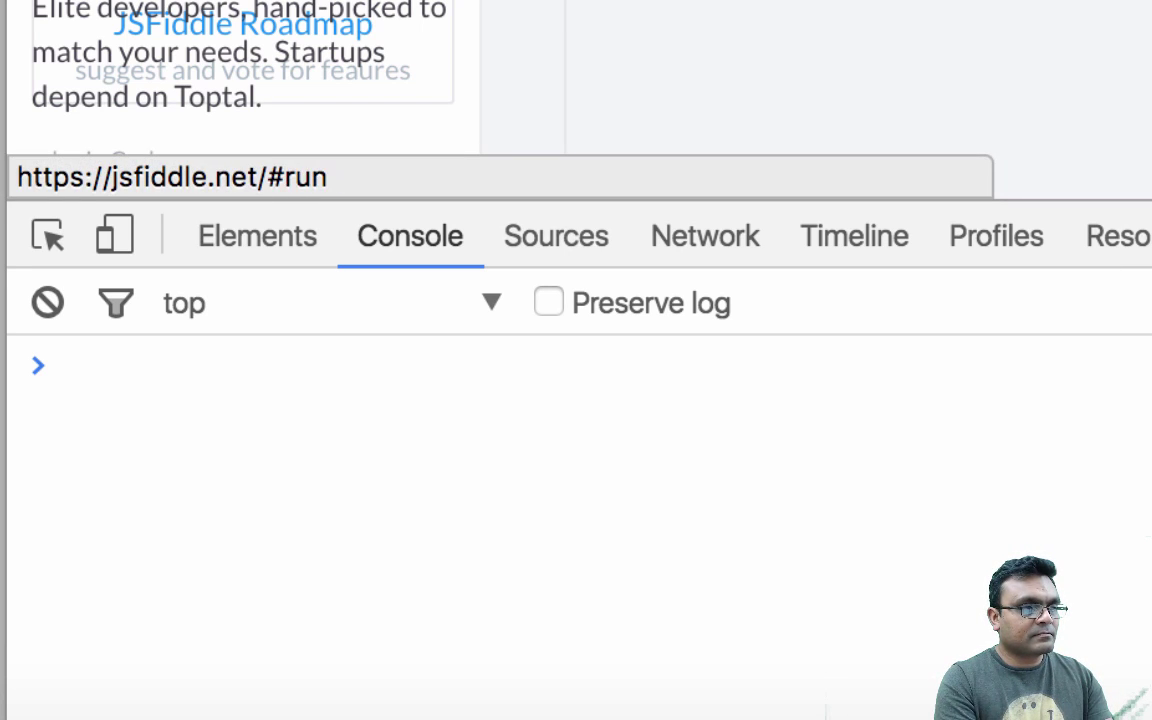 Elite developers, hand-picked to
JSFiddle Roadmap
match your needs. Startups
suggest and vote for feaures
depend on Toptal.
https://jsfiddle.net/#run
Elements Console Sources Network Timeline Profiles Reso
top Preserve log